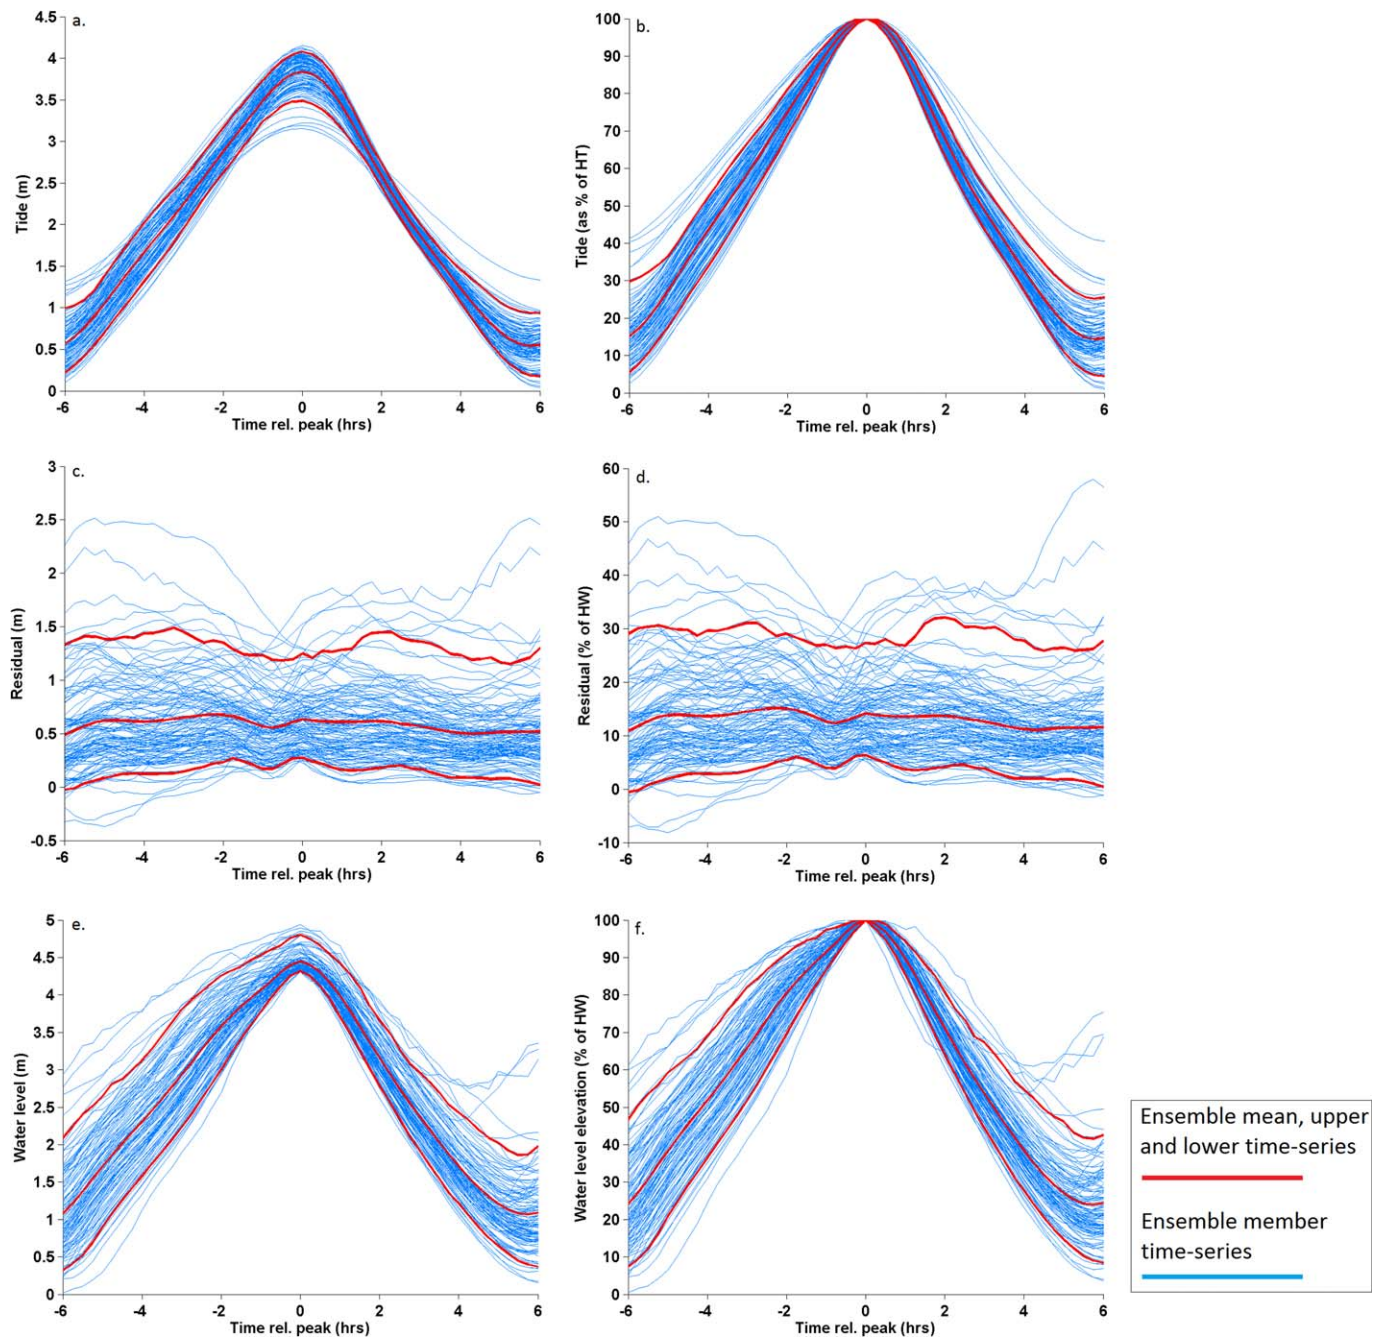 a.
4.5
4
3.5
3
2.5
2
1.5
1
0.5
0
Tide (m)
-6 -4 -2 0 2 4 6
Time rel. peak (hrs)
b.
100
90
80
70
60
50
40
30
20
10
0
Tide (as % of HT)
-6 -4 -2 0 2 4 6
Time rel. peak (hrs)
c.
3
2.5
2
1.5
1
0.5
0
-0.5
Residual (m)
-6 -4 -2 0 2 4 6
Time rel. peak (hrs)
d.
60
50
40
30
20
10
0
-10
Residual (% of HW)
-6 -4 -2 0 2 4 6
Time rel. peak (hrs)
e.
5
4.5
4
3.5
3
2.5
2
1.5
1
0.5
0
Water level (m)
-6 -4 -2 0 2 4 6
Time rel. peak (hrs)
f.
100
90
80
70
60
50
40
30
20
10
0
Water level elevation (% of HW)
-6 -4 -2 0 2 4 6
Time rel. peak (hrs)
Ensemble mean, upper
and lower time-series
Ensemble member
time-series